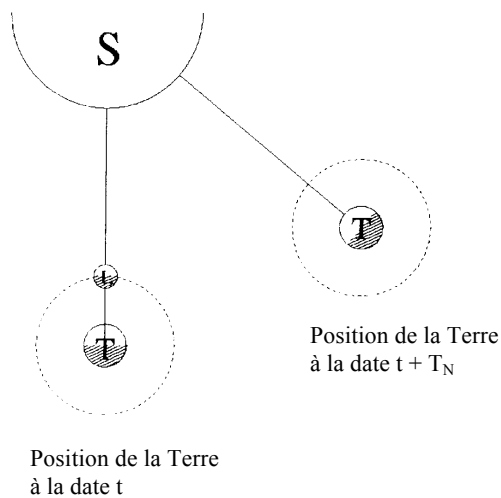 S
T
T
Position de la Terre
à la date t + T_N
Position de la Terre
à la date t